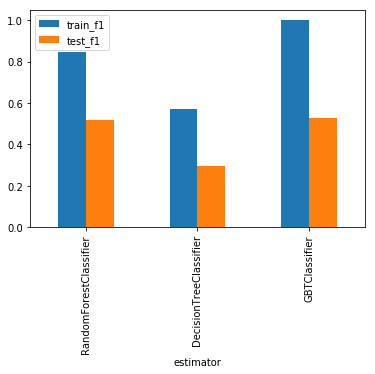 train_f1
test_f1
1.0
0.8
0.6
0.4
0.2
0.0
RandomForestClassifier
DecisionTreeClassifier
GBTClassifier
estimator